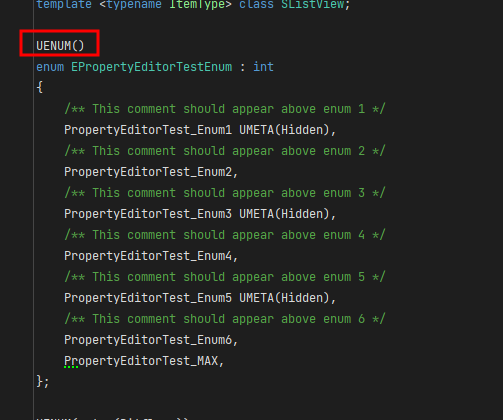 template <typename ItemType> class SListView;
UENUM()
enum EPropertyEditorTestEnum : int
{
/** This comment should appear above enum 1 */
PropertyEditorTest_Enum1 UMETA(Hidden),
/** This comment should appear above enum 2 */
PropertyEditorTest_Enum2,
/** This comment should appear above enum 3 */
PropertyEditorTest_Enum3 UMETA(Hidden),
/** This comment should appear above enum 4 */
PropertyEditorTest_Enum4,
/** This comment should appear above enum 5 */
PropertyEditorTest_Enum5 UMETA(Hidden),
/** This comment should appear above enum 6 */
PropertyEditorTest_Enum6,
PropertyEditorTest_MAX,
};